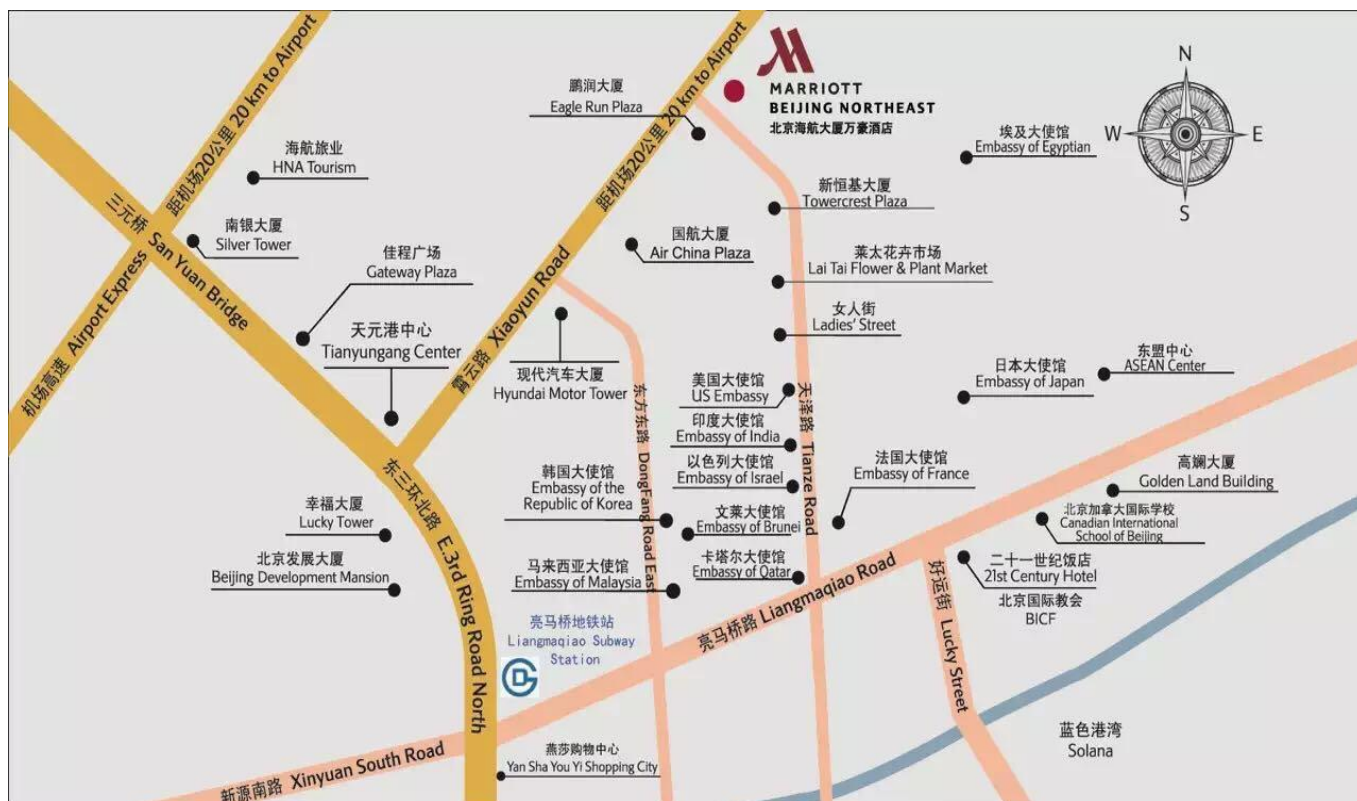 距机场20公里 20 km to Airport
机场高速 Airport Express
三元桥 San Yuan Bridge
海航旅业
HNA Tourism
南银大厦
Silver Tower
佳程广场
Gateway Plaza
天元港中心
Tianyungang Center
距机场20公里 20 km to Airport
霄云路 Xiaoyun Road
鹏润大厦
Eagle Run Plaza
MARRIOTT
BEIJING NORTHEAST
北京海航大厦万豪酒店
N
W
E
S
埃及大使馆
Embassy of Egyptian
新恒基大厦
Towercrest Plaza
国航大厦
Air China Plaza
莱太花卉市场
Lai Tai Flower & Plant Market
女人街
Ladies' Street
现代汽车大厦
Hyundai Motor Tower
东方东路 DongFang Road East
美国大使馆
US Embassy
印度大使馆
Embassy of India
以色列大使馆
Embassy of Israel
天泽路 Tianze Road
日本大使馆
Embassy of Japan
东盟中心
ASEAN Center
法国大使馆
Embassy of France
高斓大厦
Golden Land Building
北京加拿大国际学校
Canadian International
School of Beijing
韩国大使馆
Embassy of the
Republic of Korea
文莱大使馆
Embassy of Brunei
马来西亚大使馆
Embassy of Malaysia
卡塔尔大使馆
Embassy of Qatar
二十一世纪饭店
21st Century Hotel
北京国际教会
BICF
幸福大厦
Lucky Tower
北京发展大厦
Beijing Development Mansion
东三环北路 E.3rd Ring Road North
亮马桥地铁站
Liangmaqiao Subway
Station
亮马桥路 Liangmaqiao Road
好运街 Lucky Street
蓝色港湾
Solana
新源南路 Xinyuan South Road
燕莎购物中心
Yan Sha You Yi Shopping City